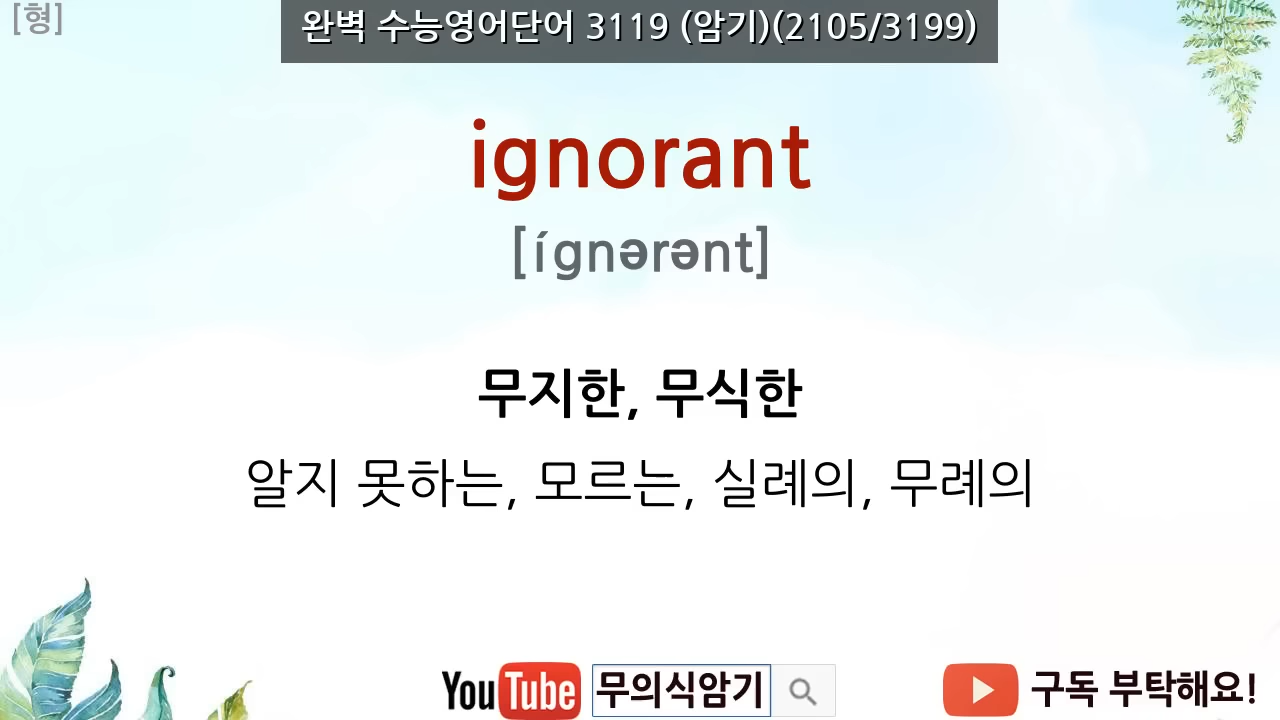 [형]
완벽 수능영어단어 3119 (암기)(2105/3199)
ignorant
[ígnərənt]
무지한, 무식한
알지 못하는, 모르는, 실례의, 무례의
YouTube 무의식암기 구독 부탁해요!